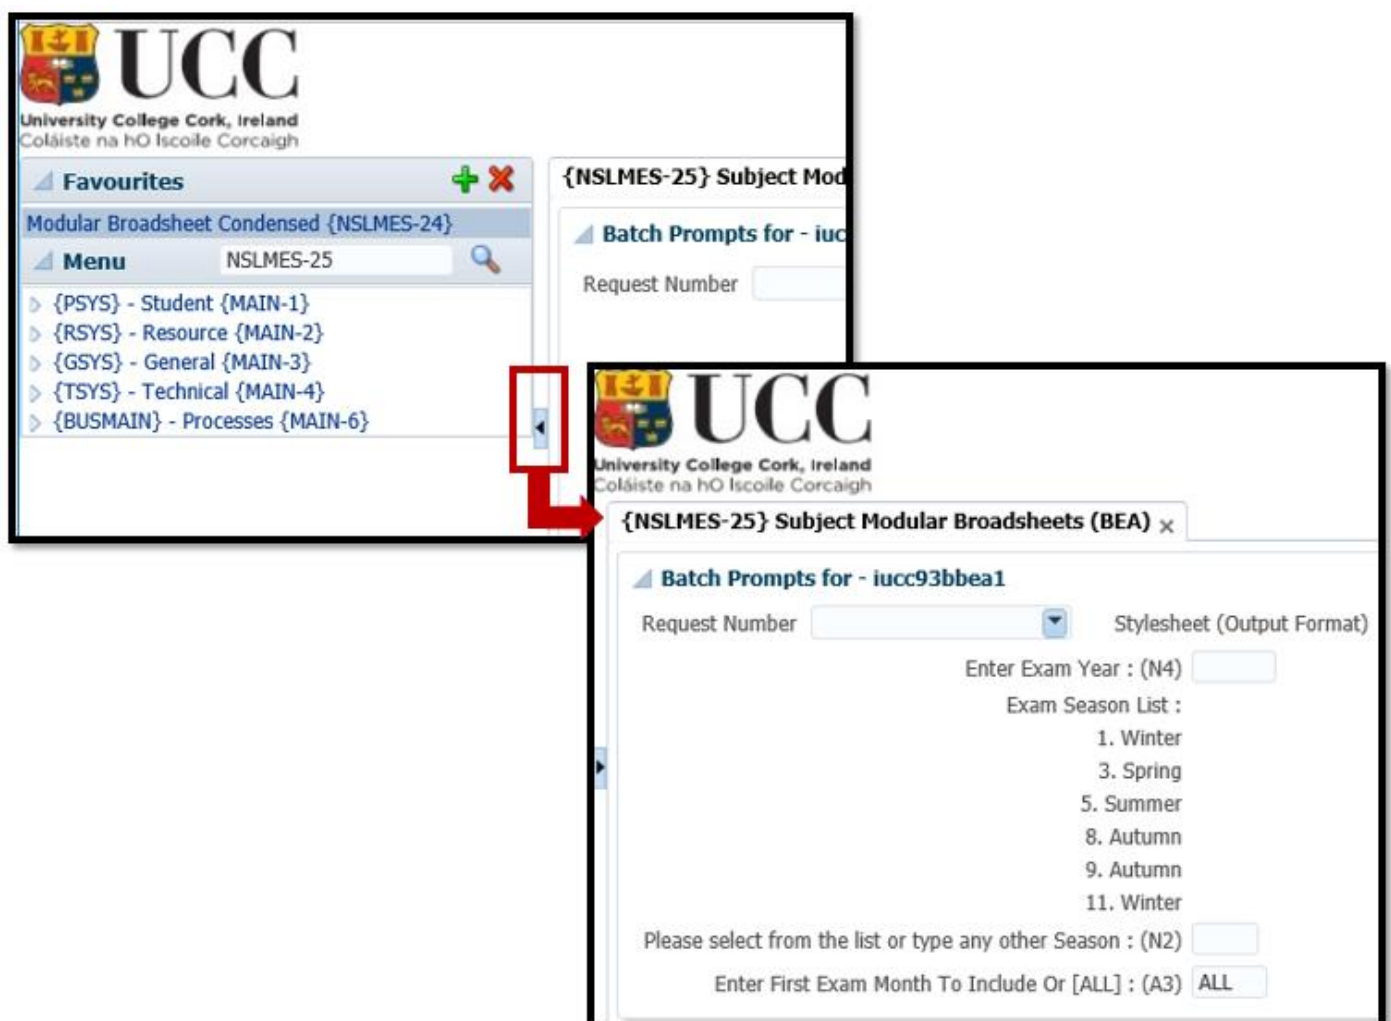 UCC
University College Cork, Ireland
Coláiste na hO Iscoile Corcaigh
Favourites
Modular Broadsheet Condensed {NSLMES-24}
Menu NSLMES-25
{PSYS} - Student {MAIN-1}
{RSYS} - Resource {MAIN-2}
{GSYS} - General {MAIN-3}
{TSYS} - Technical {MAIN-4}
{BUSMAIN} - Processes {MAIN-6}
{NSLMES-25} Subject Mod
Batch Prompts for - iuc
Request Number
UCC
University College Cork, Ireland
Coláiste na hO Iscoile Corcaigh
{NSLMES-25} Subject Modular Broadsheets (BEA) ×
Batch Prompts for - iucc93bbea1
Request Number Stylesheet (Output Format)
Enter Exam Year : (N4)
Exam Season List :
1. Winter
3. Spring
5. Summer
8. Autumn
9. Autumn
11. Winter
Please select from the list or type any other Season : (N2)
Enter First Exam Month To Include Or [ALL] : (A3) ALL